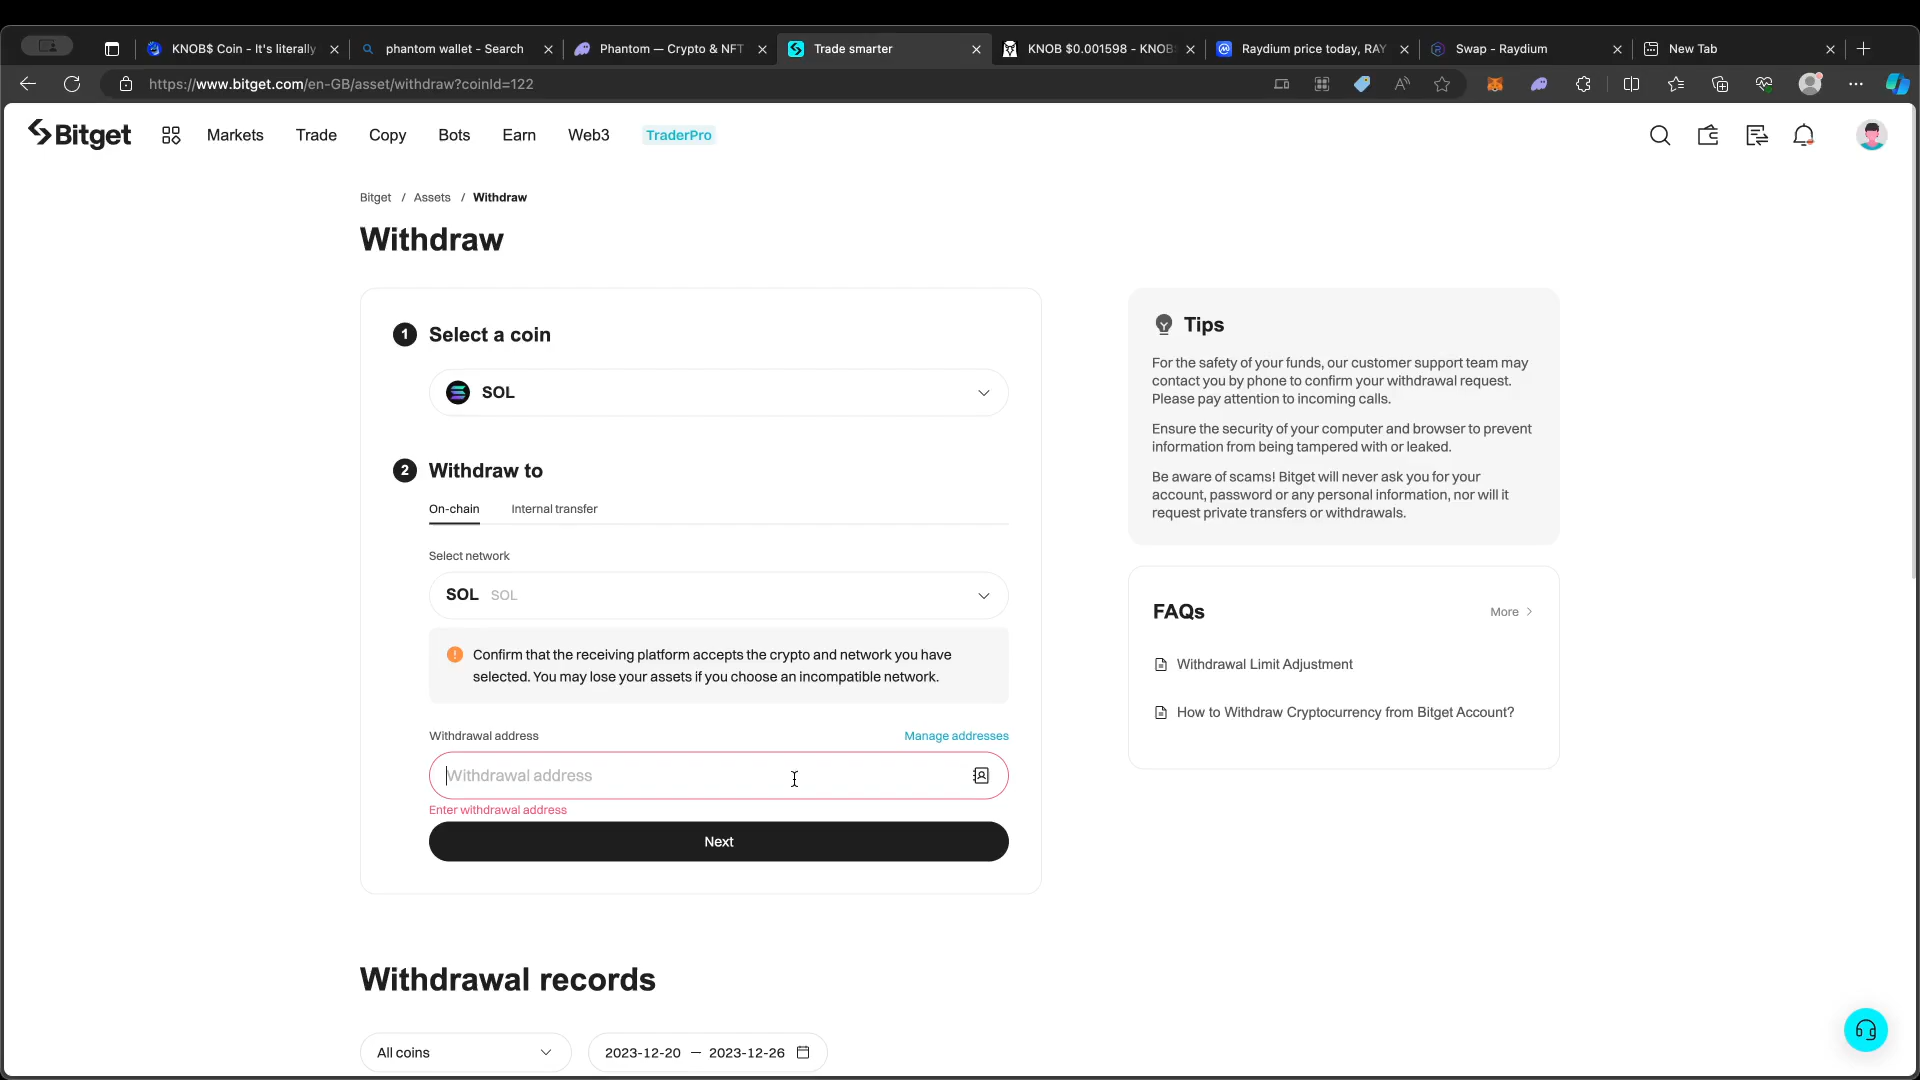 KNOB$ Coin - It's literally
phantom wallet - Search
Phantom — Crypto & NFT
Trade smarter
KNOB $0.001598 - KNOB
Raydium price today, RAY
Swap - Raydium
New Tab
https://www.bitget.com/en-GB/asset/withdraw?coinId=122
Bitget
Markets
Trade
Copy
Bots
Earn
Web3
TraderPro
Bitget / Assets / Withdraw
Withdraw
1 Select a coin
SOL
2 Withdraw to
On-chain
Internal transfer
Select network
SOL SOL
Confirm that the receiving platform accepts the crypto and network you have
selected. You may lose your assets if you choose an incompatible network.
Withdrawal address
Manage addresses
Withdrawal address
Enter withdrawal address
Next
Tips
For the safety of your funds, our customer support team may
contact you by phone to confirm your withdrawal request.
Please pay attention to incoming calls.
Ensure the security of your computer and browser to prevent
information from being tampered with or leaked.
Be aware of scams! Bitget will never ask you for your
account, password or any personal information, nor will it
request private transfers or withdrawals.
FAQs
More
Withdrawal Limit Adjustment
How to Withdraw Cryptocurrency from Bitget Account?
Withdrawal records
All coins
2023-12-20 — 2023-12-26